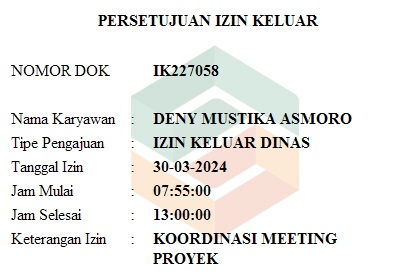 PERSETUJUAN IZIN KELUAR
NOMOR DOK IK227058
Nama Karyawan : DENY MUSTIKA ASMORO
Tipe Pengajuan : IZIN KELUAR DINAS
Tanggal Izin : 30-03-2024
Jam Mulai : 07:55:00
Jam Selesai : 13:00:00
Keterangan Izin : KOORDINASI MEETING
PROYEK